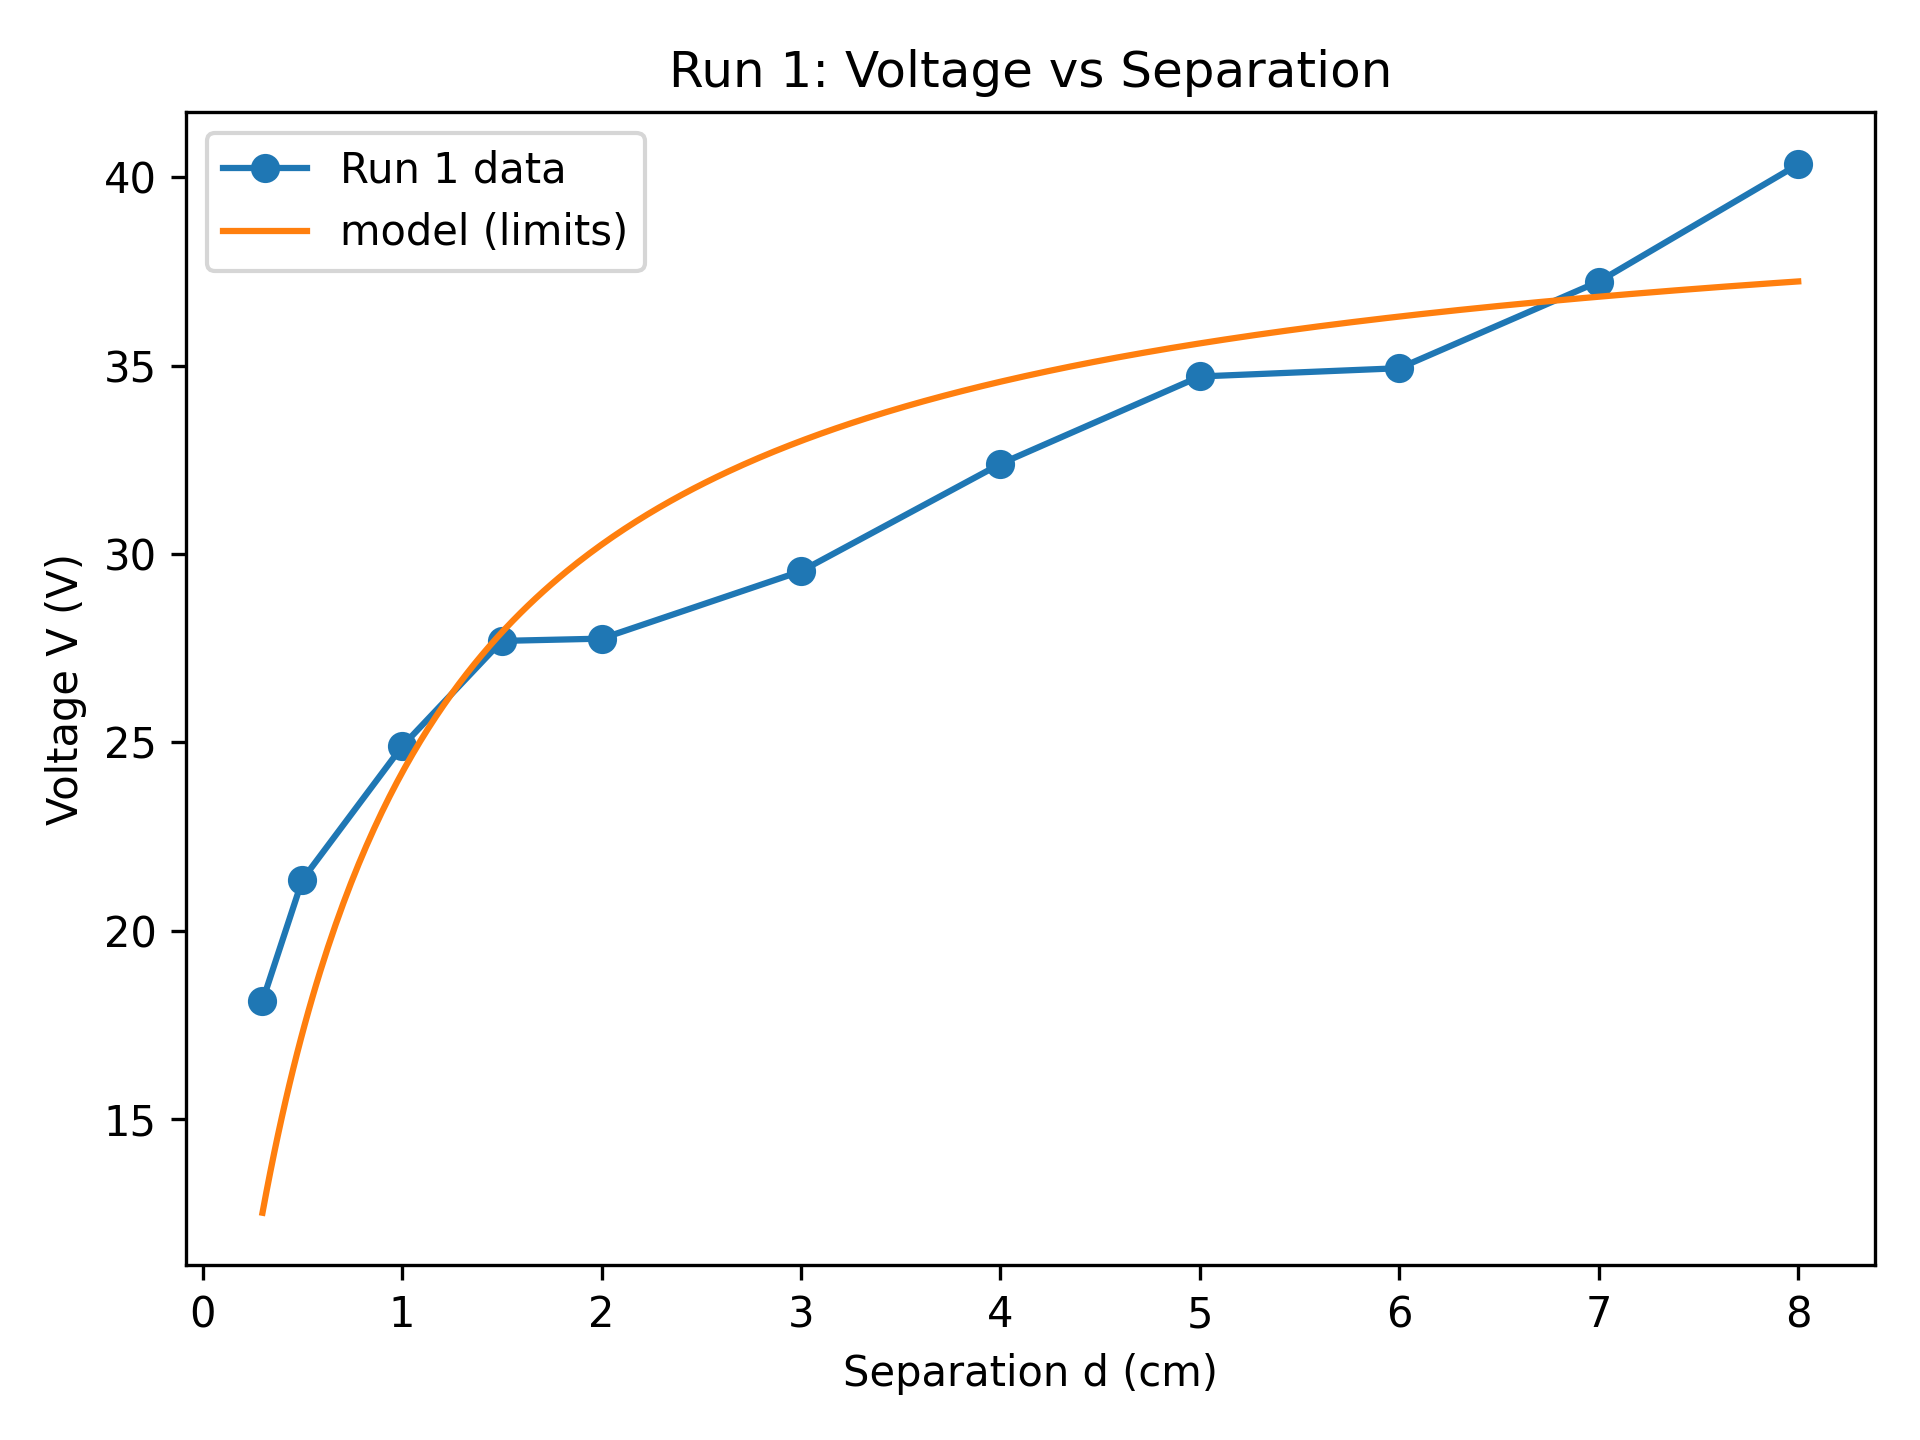 Run 1: Voltage vs Separation
Run 1 data
model (limits)
Voltage V (V)
40
35
30
25
20
15
0 1 2 3 4 5 6 7 8
Separation d (cm)